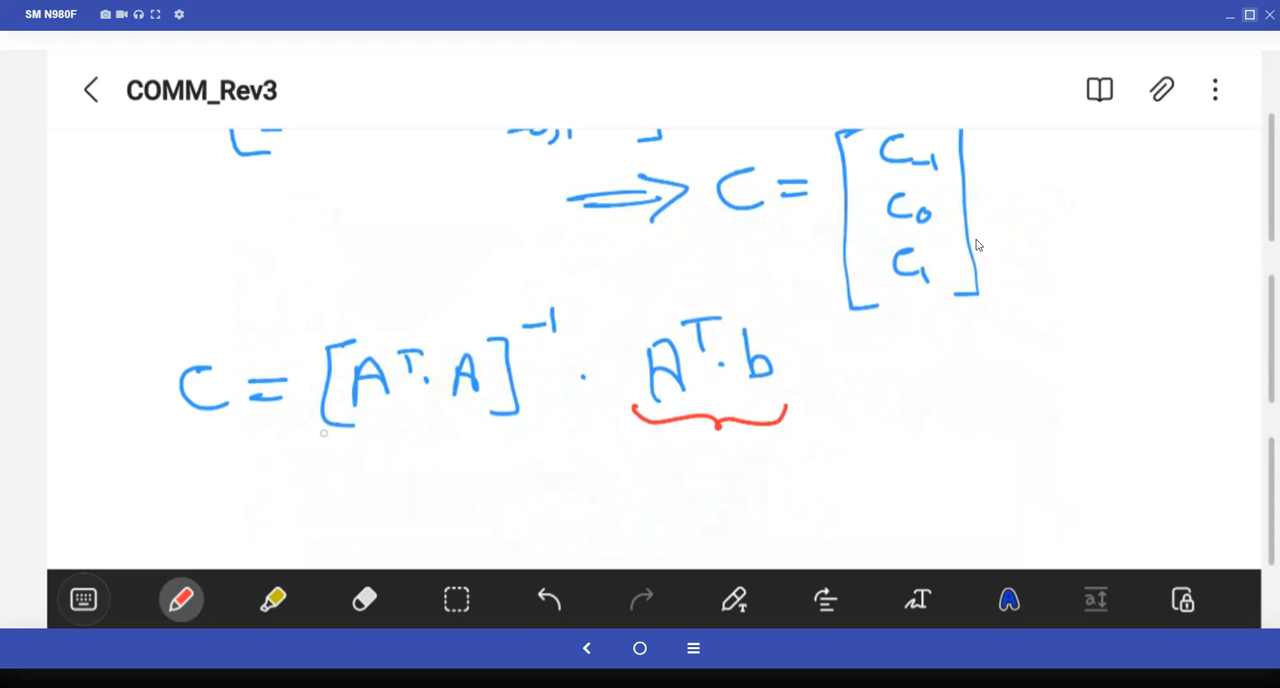 SM N980F
COMM_Rev3
⟹ C = [ C₋₁
C₀
C₁ ]
C = [Aᵀ · A]⁻¹ · Aᵀ · b